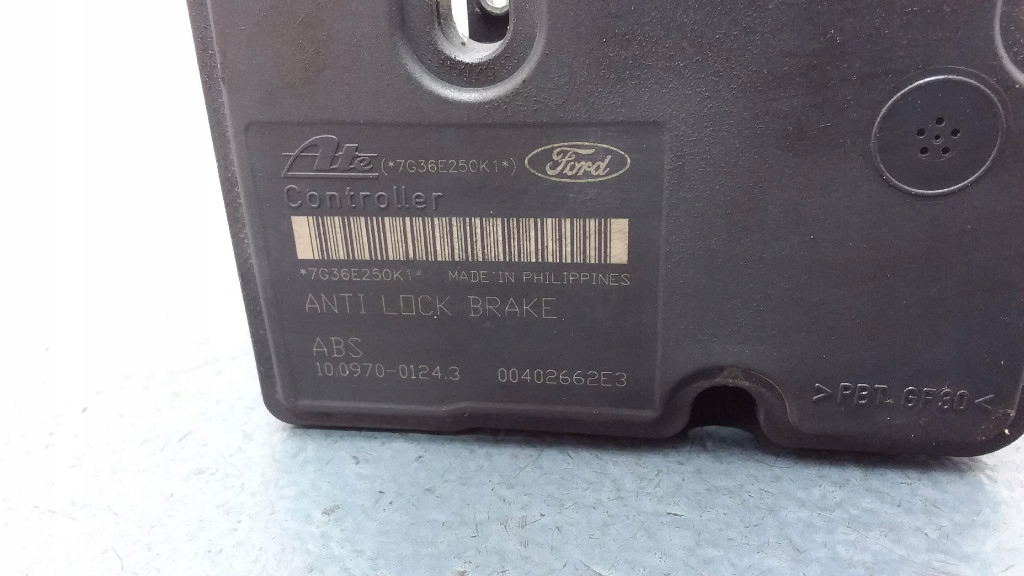 Ate (*7G36E250K1*) Ford
Controller
*7G36E250K1* MADE IN PHILIPPINES
ANTI LOCK BRAKE
ABS
10.0970-0124.3 00402662E3
>PBT GF30<